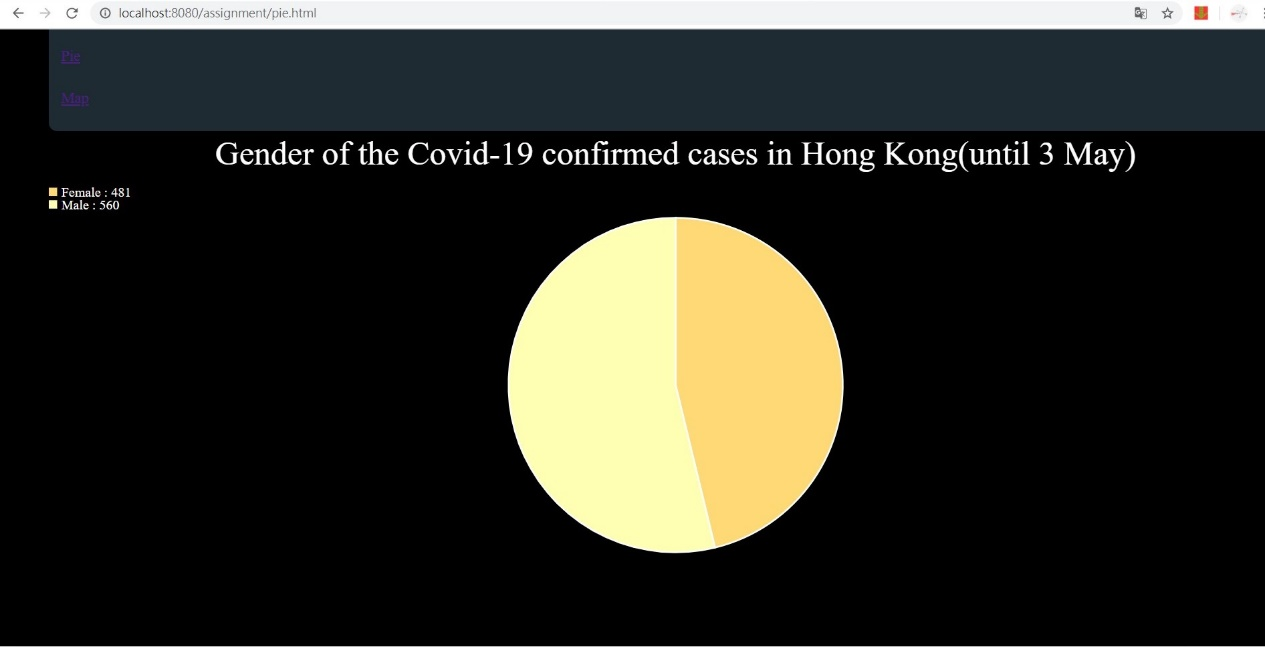 localhost:8080/assignment/pie.html
Pie
Map
Gender of the Covid-19 confirmed cases in Hong Kong(until 3 May)
Female : 481
Male : 560